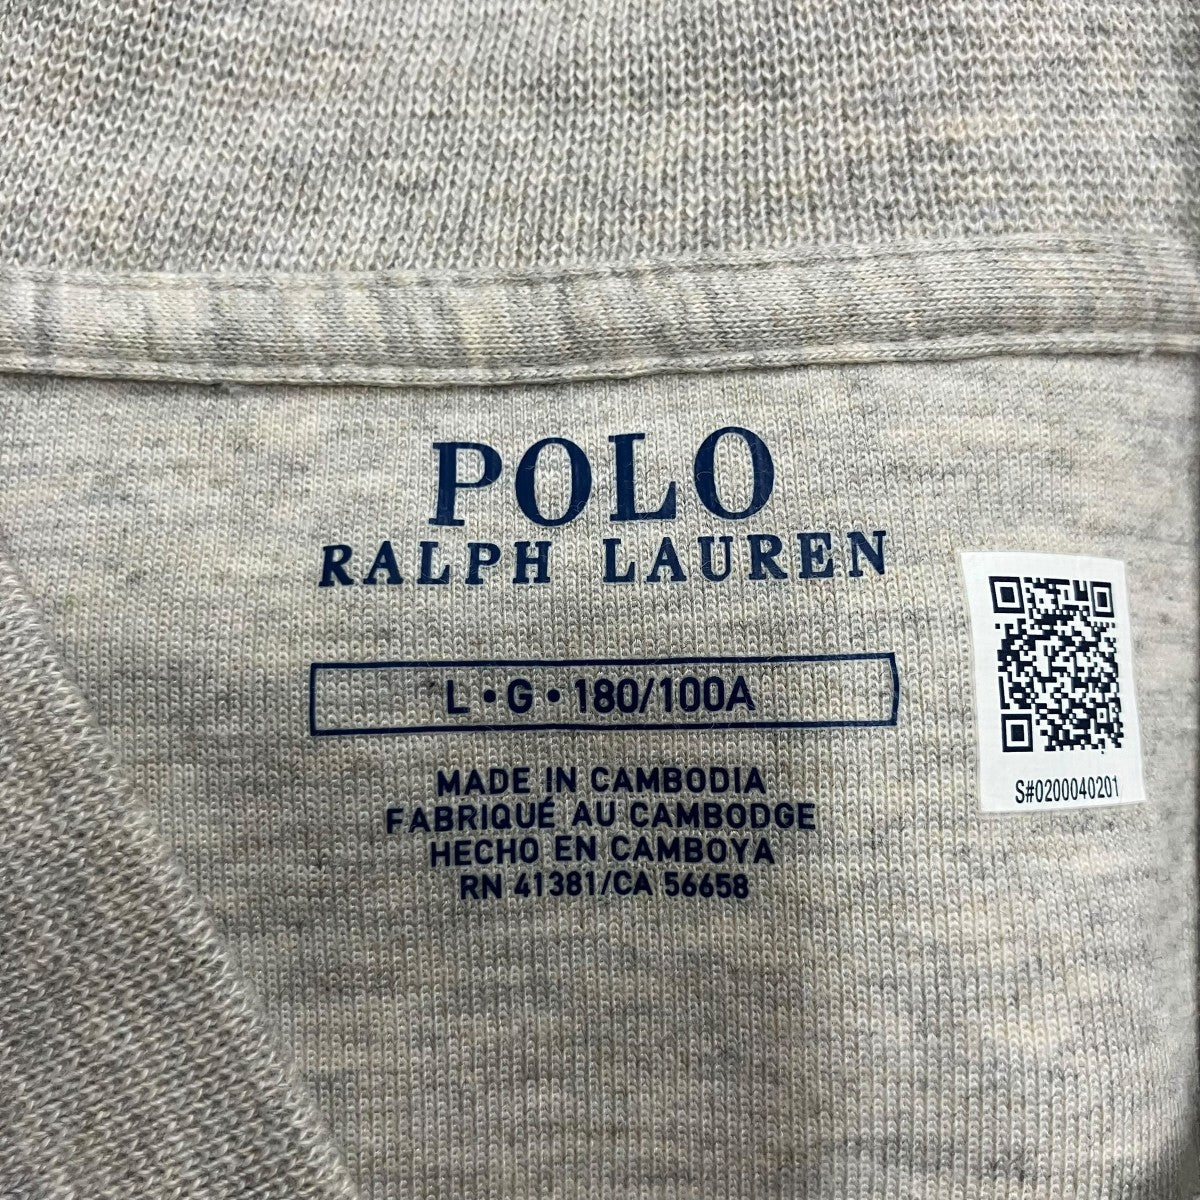 POLO
RALPH LAUREN
L • G • 180/100A
MADE IN CAMBODIA
FABRIQUÉ AU CAMBODGE
HECHO EN CAMBOYA
RN 41381/CA 56658
S#0200040201